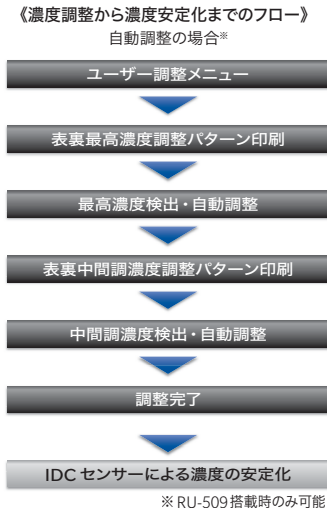 《濃度調整から濃度安定化までのフロー》
自動調整の場合※
ユーザー調整メニュー
表裏最高濃度調整パターン印刷
最高濃度検出・自動調整
表裏中間調濃度調整パターン印刷
中間調濃度検出・自動調整
調整完了
IDC センサーによる濃度の安定化
※ RU-509搭載時のみ可能